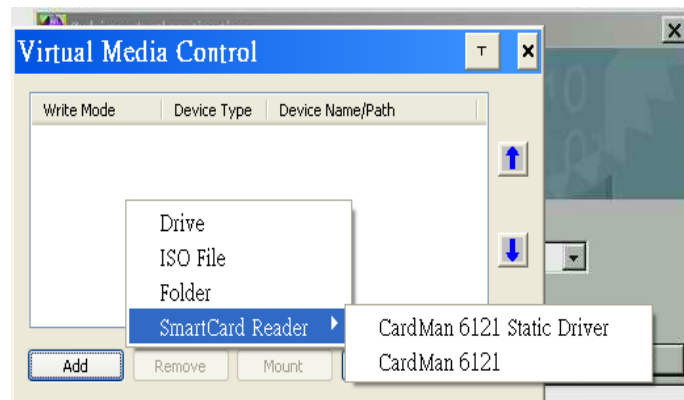 Virtual Media Control
T
Write Mode Device Type Device Name/Path
Drive
ISO File
Folder
SmartCard Reader
CardMan 6121 Static Driver
CardMan 6121
Add Remove Mount